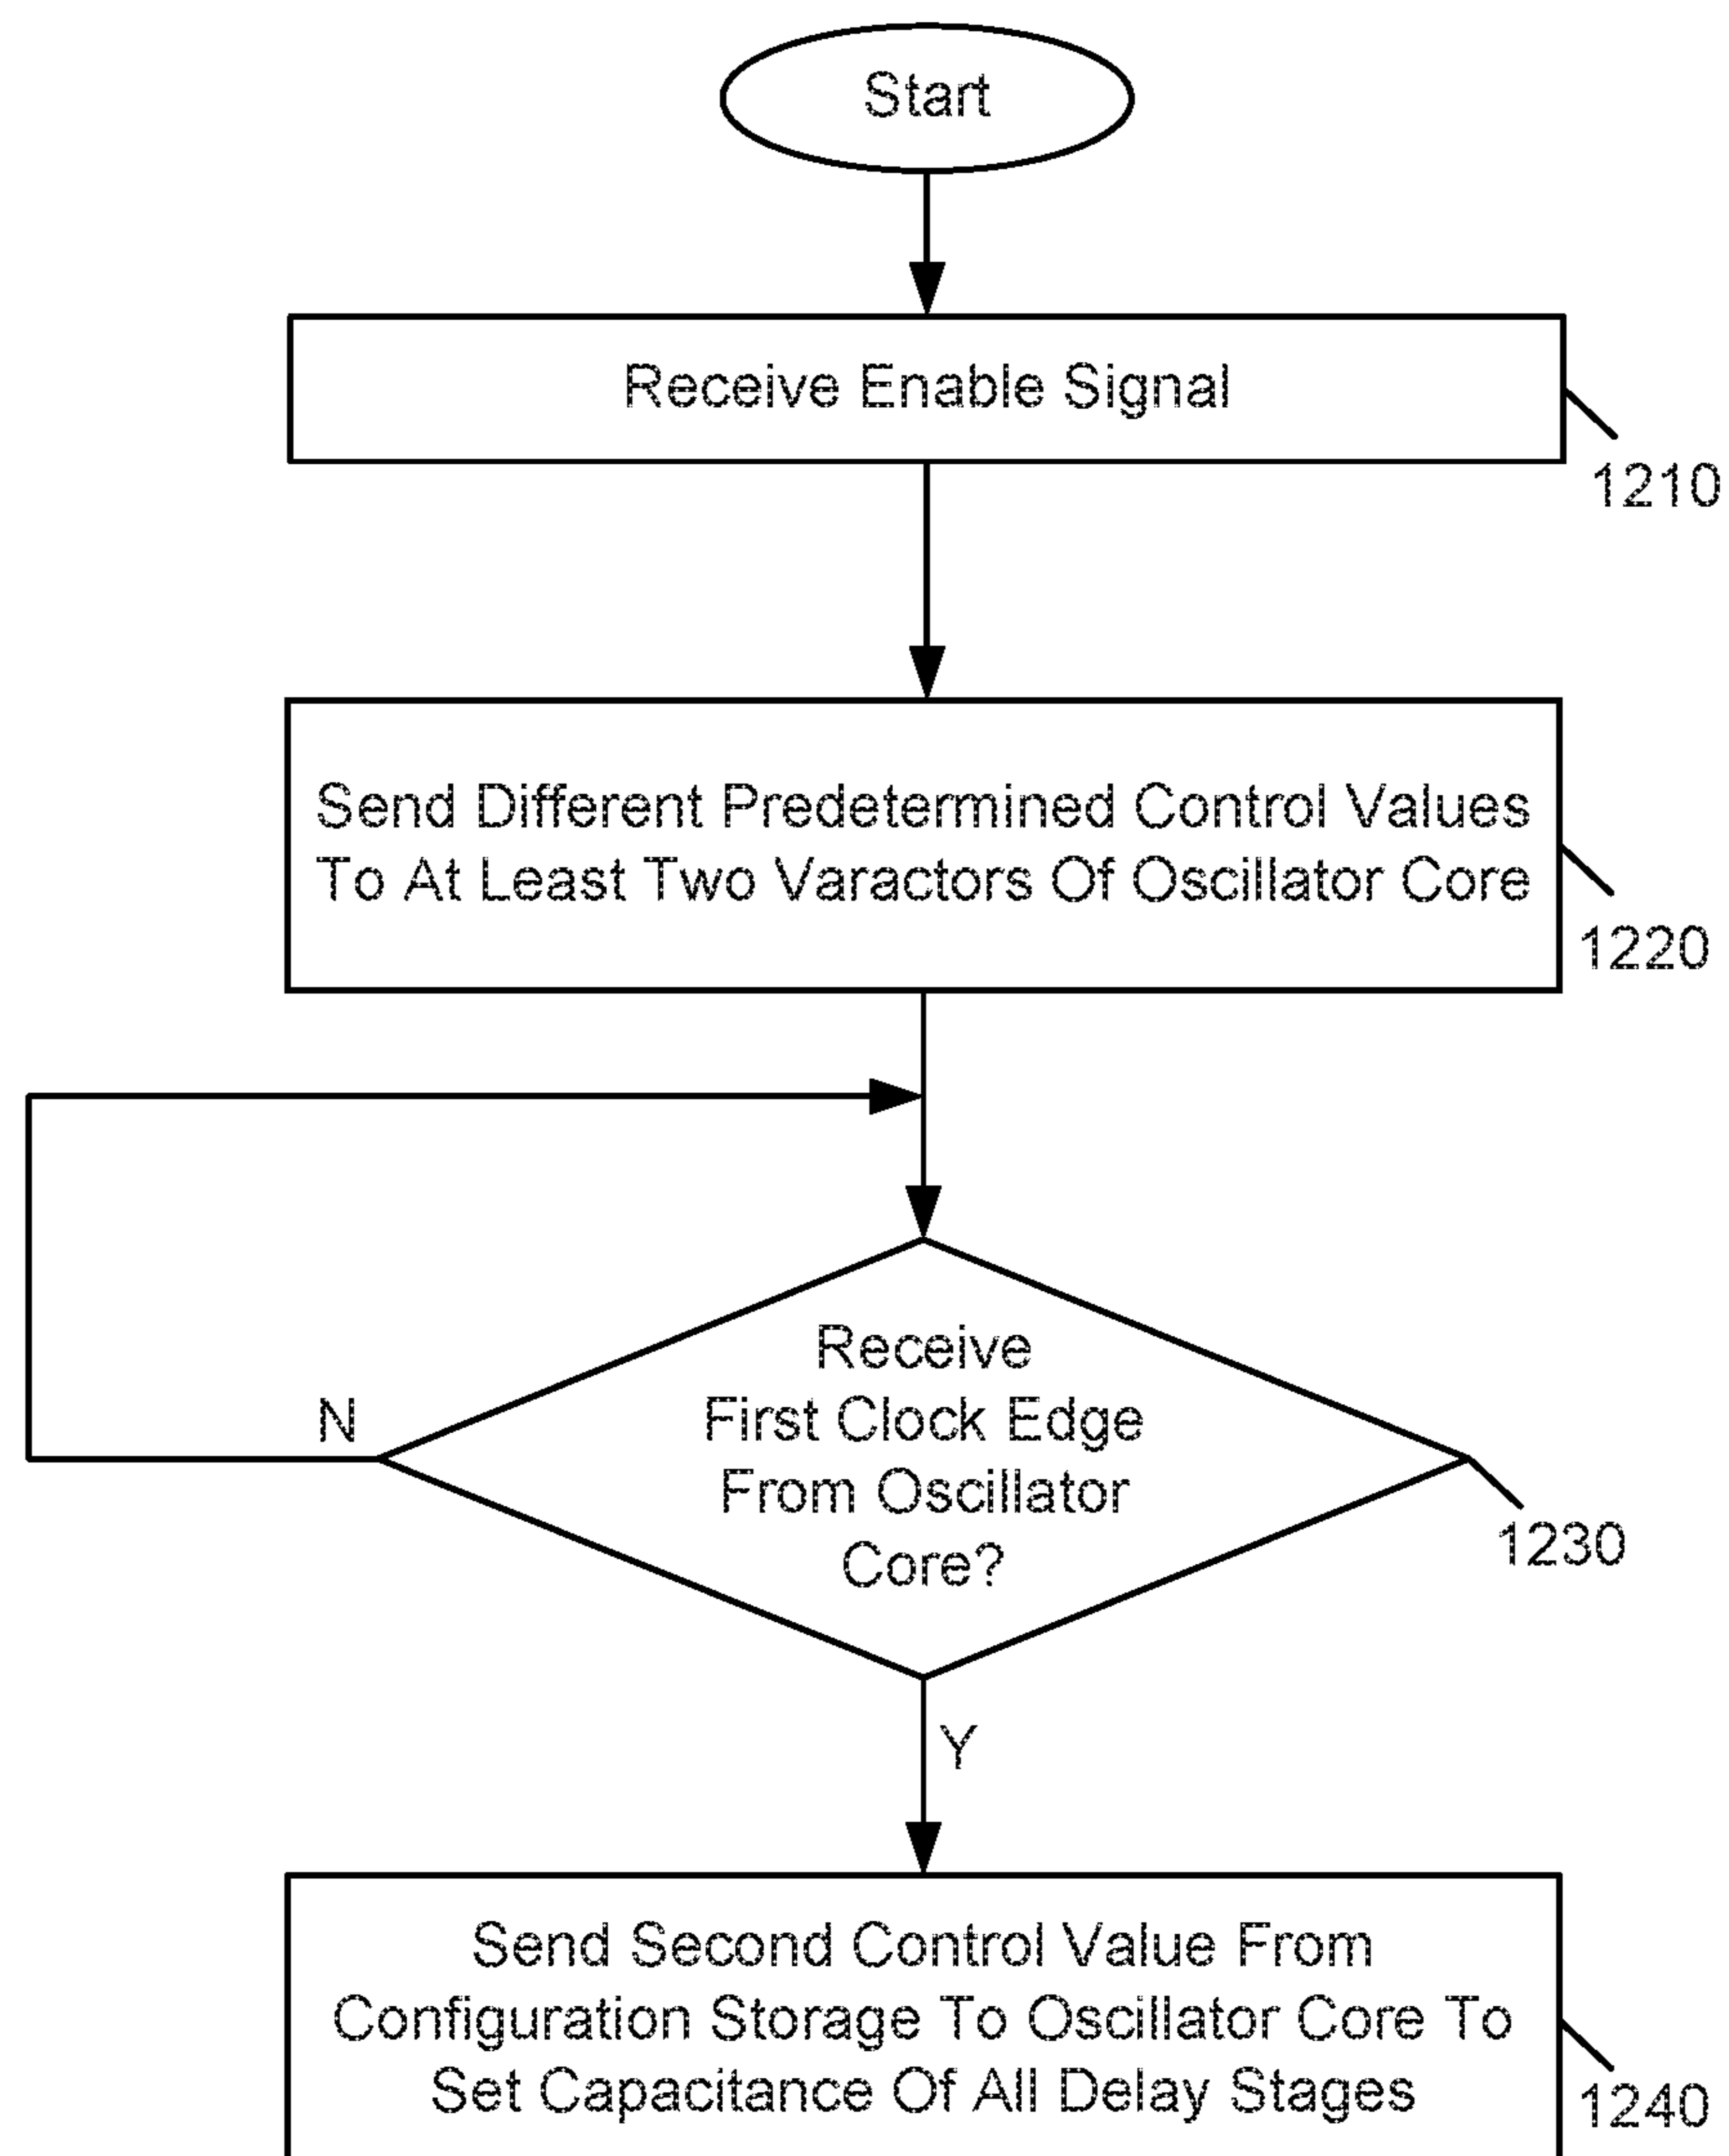 Start
Receive Enable Signal
1210
Send Different Predetermined Control Values
To At Least Two Varactors Of Oscillator Core
1220
Receive
First Clock Edge
From Oscillator
Core?
N
1230
Y
Send Second Control Value From
Configuration Storage To Oscillator Core To
Set Capacitance Of All Delay Stages
1240